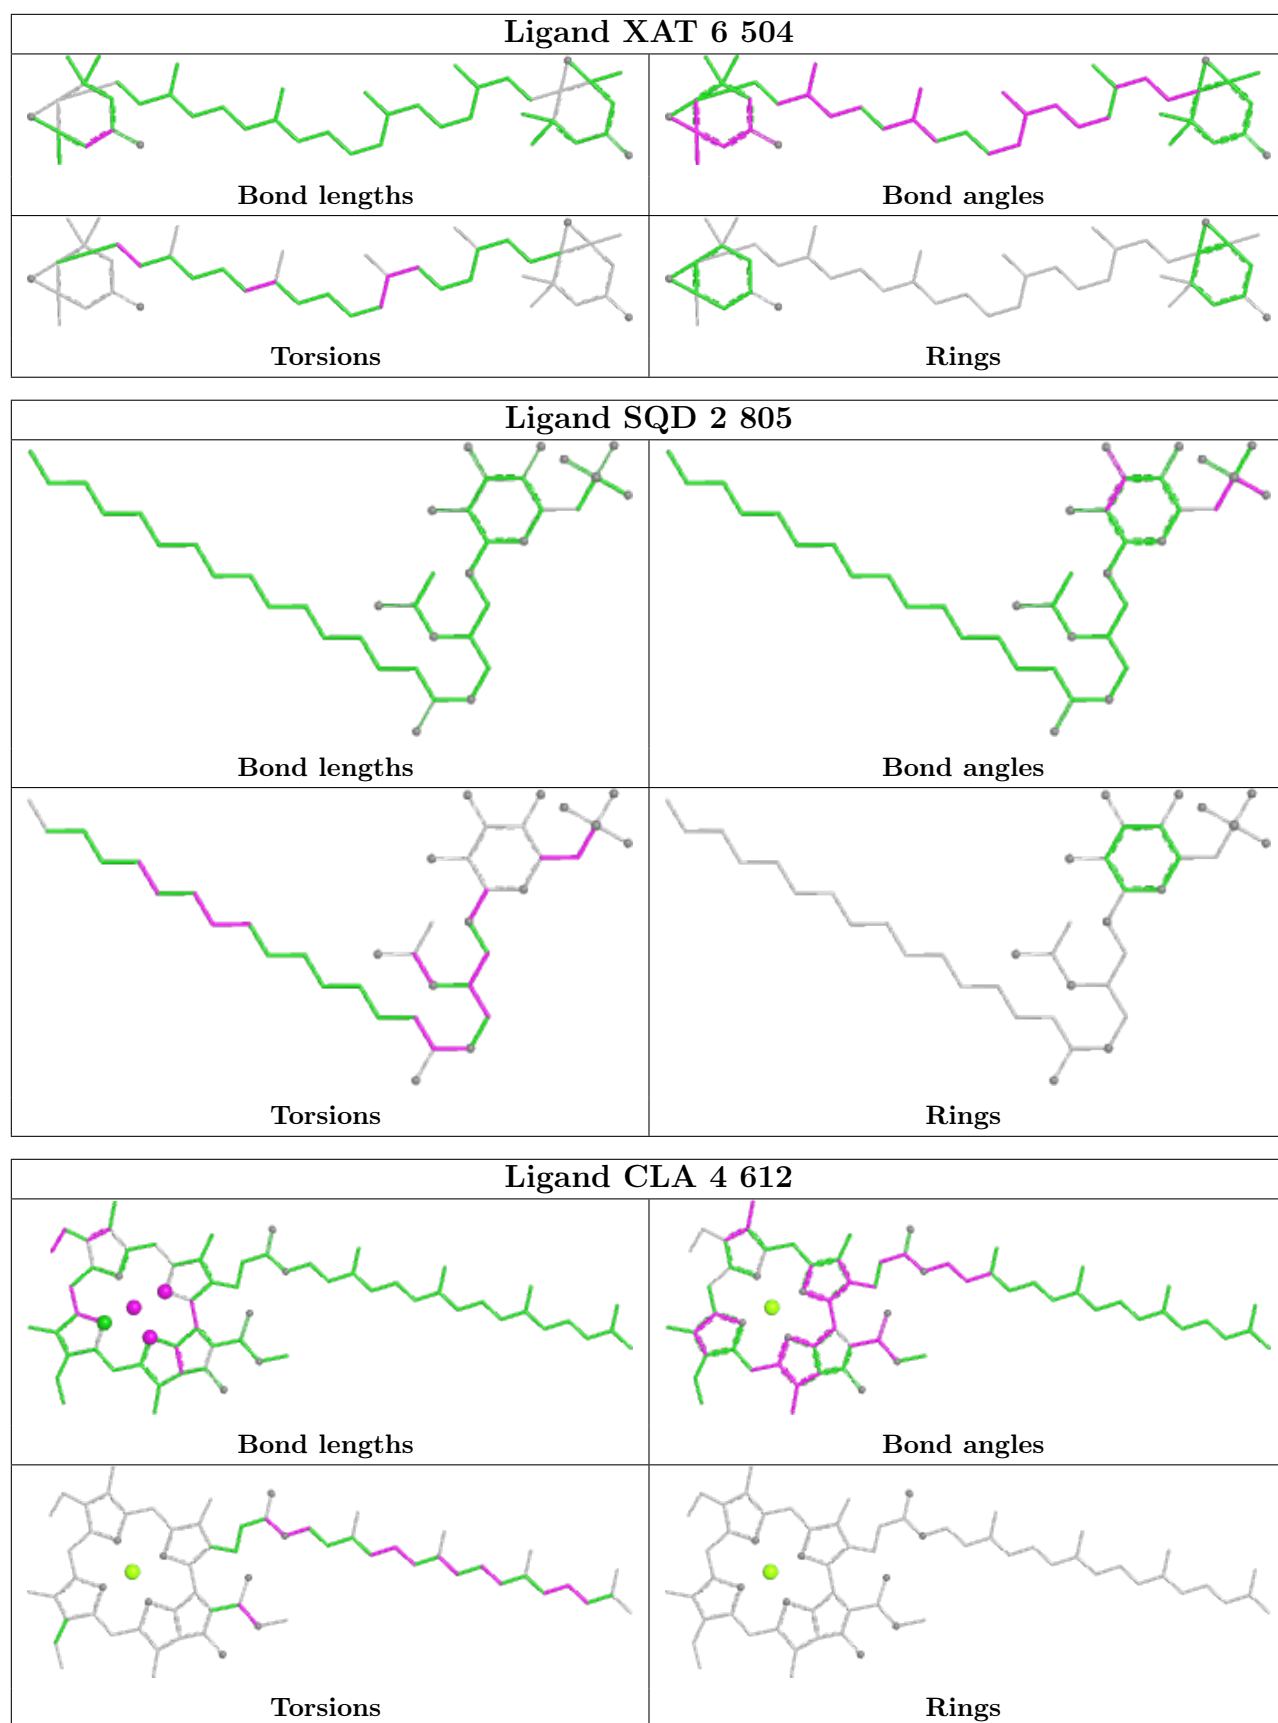 Ligand XAT 6 504
Bond lengths
Bond angles
Torsions
Rings
Ligand SQD 2 805
Bond lengths
Bond angles
Torsions
Rings
Ligand CLA 4 612
Bond lengths
Bond angles
Torsions
Rings